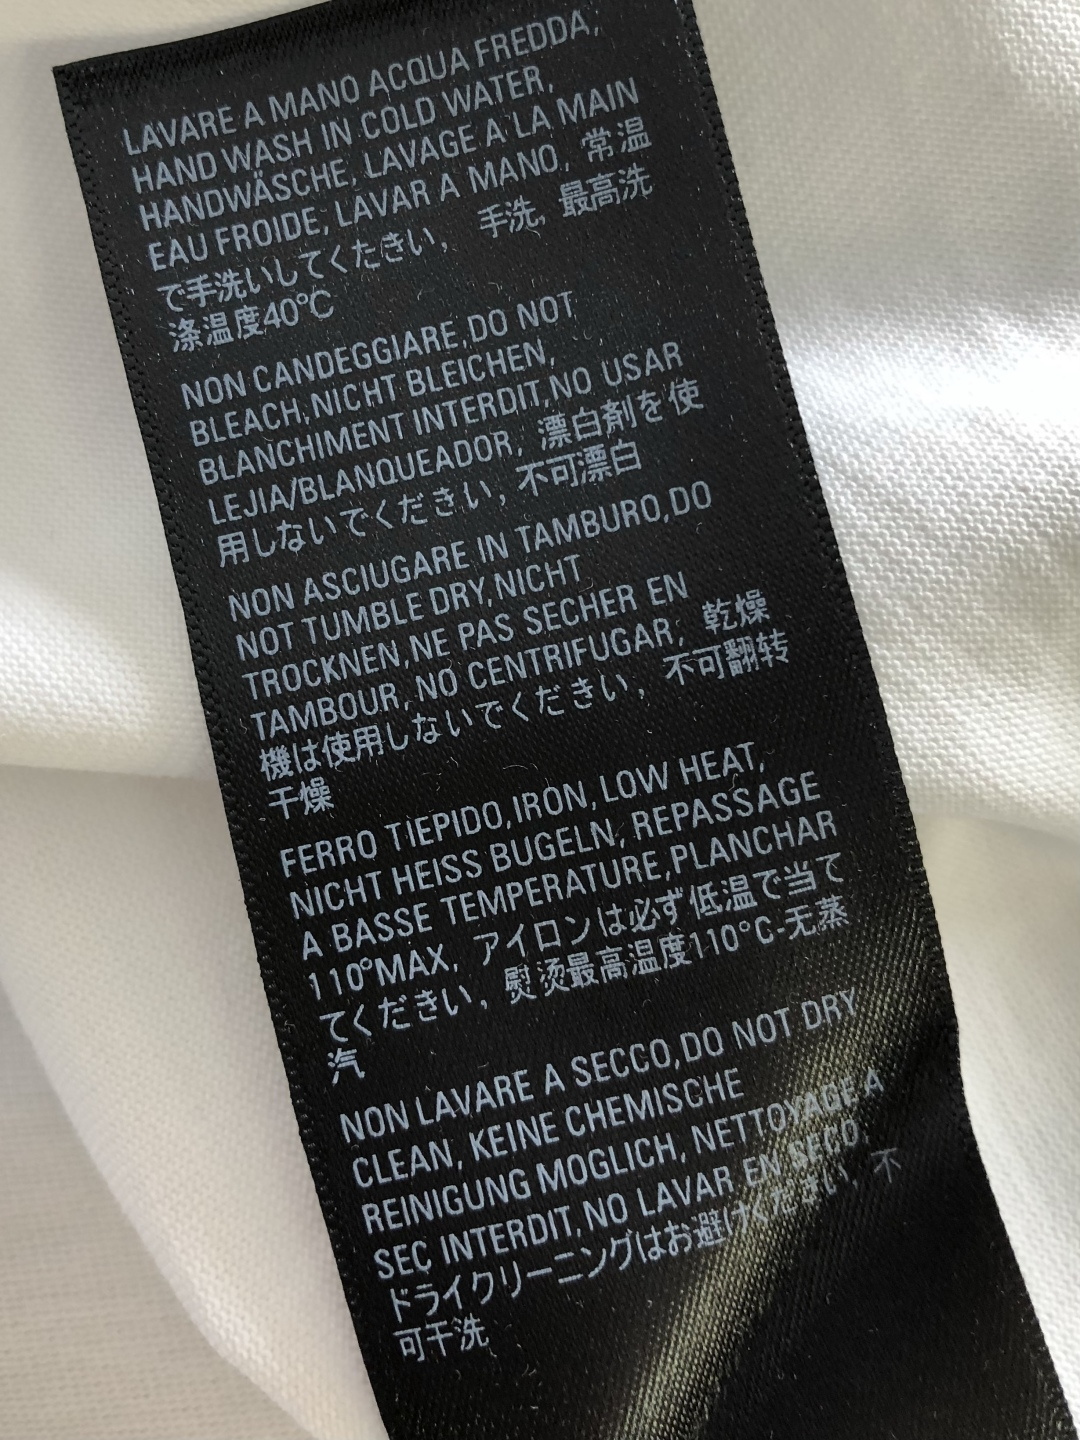 LAVARE A MANO ACQUA FREDDA,
HAND WASH IN COLD WATER,
HANDWÄSCHE, LAVAGE A LA MAIN
EAU FROIDE, LAVAR A MANO, 常温
で手洗いしてくたきい, 手洗, 最高洗
涤温度40°C
NON CANDEGGIARE,DO NOT
BLEACH,NICHT BLEICHEN,
BLANCHIMENT INTERDIT,NO USAR
LEJIA/BLANQUEADOR, 漂白剤を使
用しないでください, 不可漂白
NON ASCIUGARE IN TAMBURO,DO
NOT TUMBLE DRY,NICHT
TROCKNEN,NE PAS SECHER EN
TAMBOUR, NO CENTRIFUGAR, 乾燥
機は使用しないでください, 不可翻转
干燥
FERRO TIEPIDO,IRON, LOW HEAT,
NICHT HEISS BUGELN, REPASSAGE
A BASSE TEMPERATURE,PLANCHAR
110°MAX, アイロンは必ず低温で当て
てください, 熨烫最高温度110°C-无蒸
汽
NON LAVARE A SECCO,DO NOT DRY
CLEAN, KEINE CHEMISCHE
REINIGUNG MOGLICH, NETTOYAGE A
SEC INTERDIT,NO LAVAR EN SECO,
ドライクリーニングはお避けください, 不
可干洗